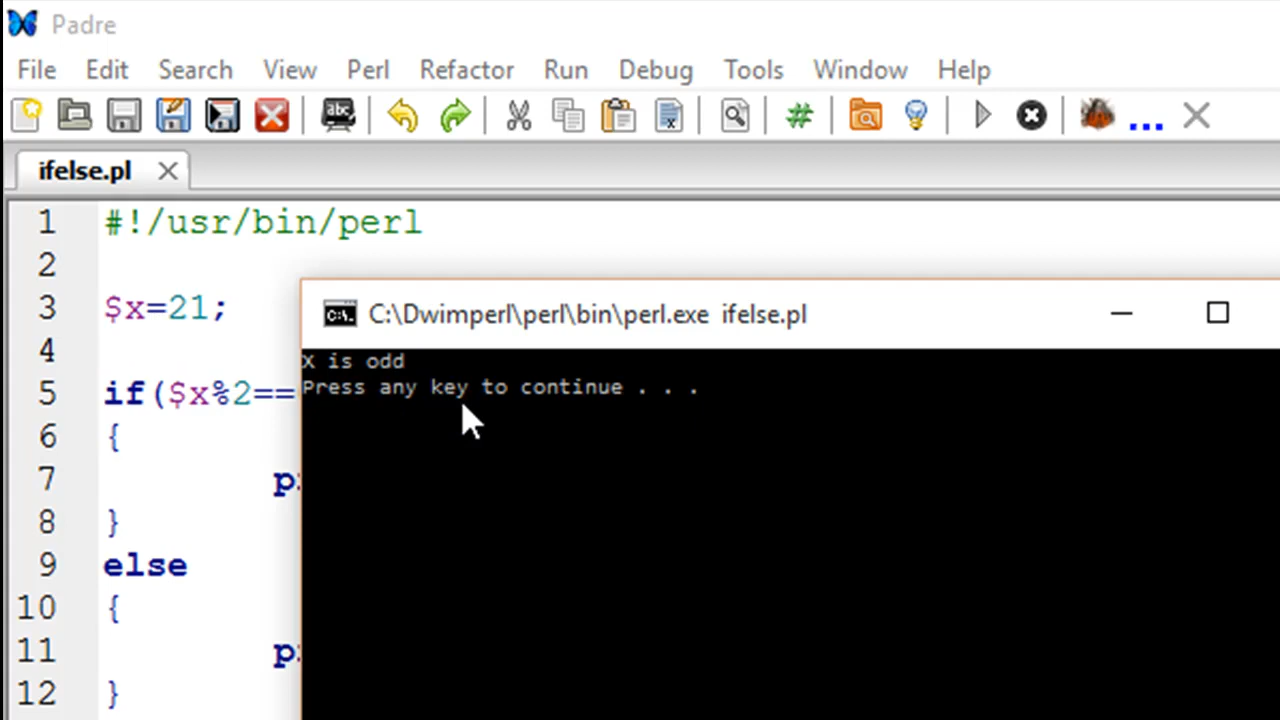 Padre
File Edit Search View Perl Refactor Run Debug Tools Window Help
abc
#
...
ifelse.pl
1 #!/usr/bin/perl
2
3 $x=21;
4
5 if($x%2==
6 {
7
8 }
9 else
10 {
11
12 }
C:\Dwimperl\perl\bin\perl.exe ifelse.pl
X is odd
Press any key to continue . . .